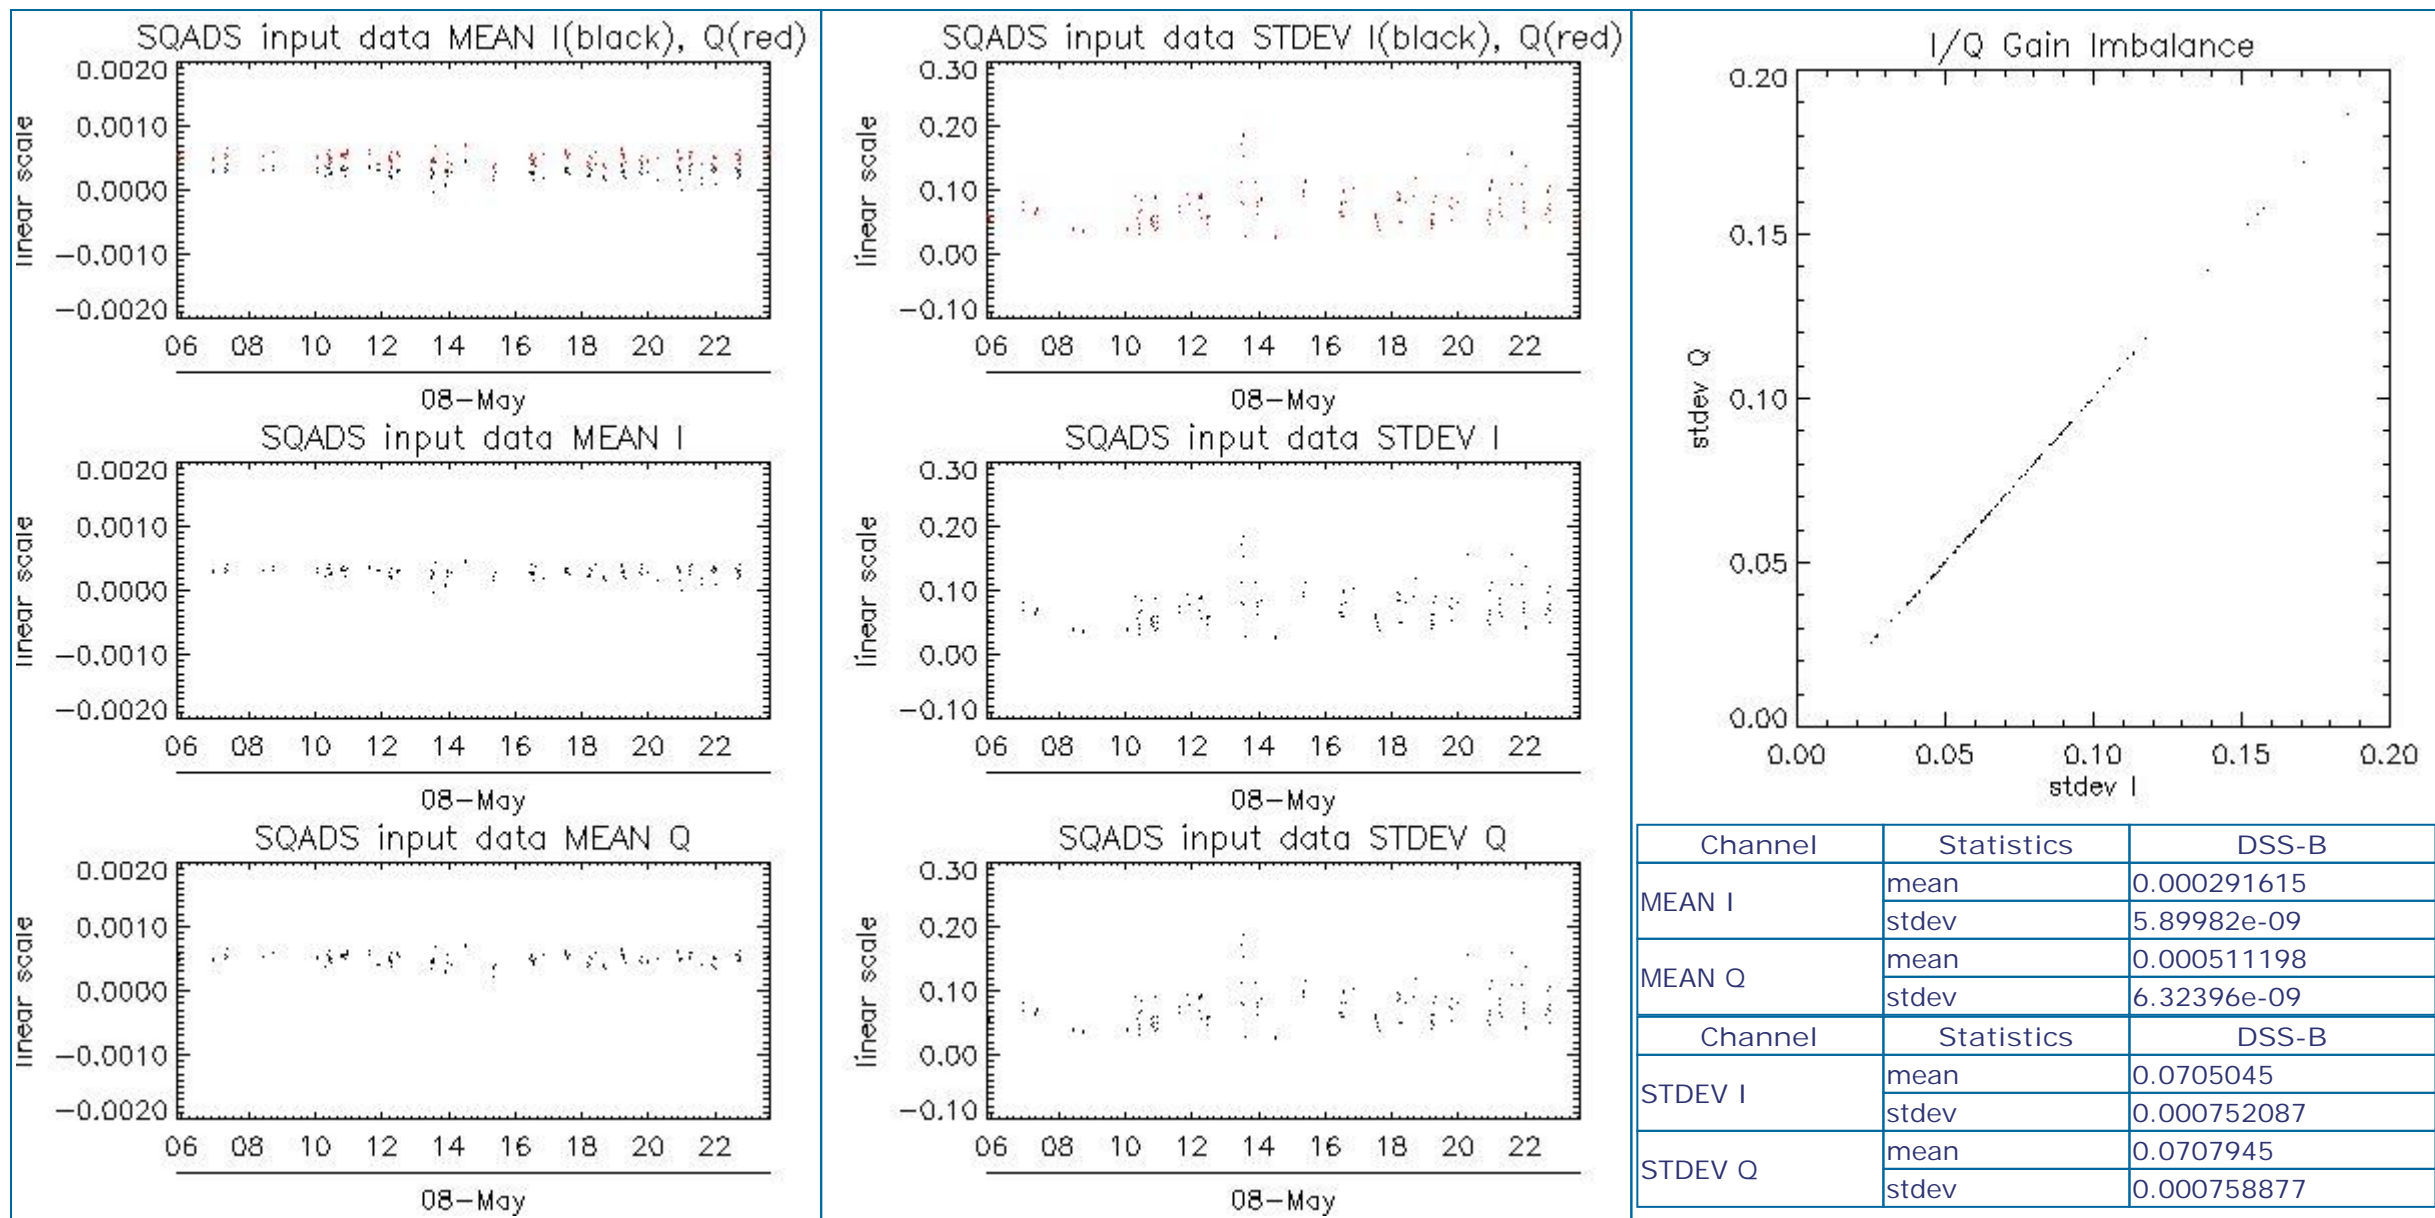 SQADS input data MEAN I(black), Q(red)
linear scale
0.0020
0.0010
0.0000
-0.0010
-0.0020
06 08 10 12 14 16 18 20 22
08-May
SQADS input data MEAN I
linear scale
0.0020
0.0010
0.0000
-0.0010
-0.0020
06 08 10 12 14 16 18 20 22
08-May
SQADS input data MEAN Q
linear scale
0.0020
0.0010
0.0000
-0.0010
-0.0020
06 08 10 12 14 16 18 20 22
08-May
SQADS input data STDEV I(black), Q(red)
linear scale
0.30
0.20
0.10
0.00
-0.10
06 08 10 12 14 16 18 20 22
08-May
SQADS input data STDEV I
linear scale
0.30
0.20
0.10
0.00
-0.10
06 08 10 12 14 16 18 20 22
08-May
SQADS input data STDEV Q
linear scale
0.30
0.20
0.10
0.00
-0.10
06 08 10 12 14 16 18 20 22
08-May
I/Q Gain Imbalance
stdev Q
0.20
0.15
0.10
0.05
0.00
0.00 0.05 0.10 0.15 0.20
stdev I
Channel Statistics DSS-B
MEAN I mean 0.000291615
stdev 5.89982e-09
MEAN Q mean 0.000511198
stdev 6.32396e-09
Channel Statistics DSS-B
STDEV I mean 0.0705045
stdev 0.000752087
STDEV Q mean 0.0707945
stdev 0.000758877